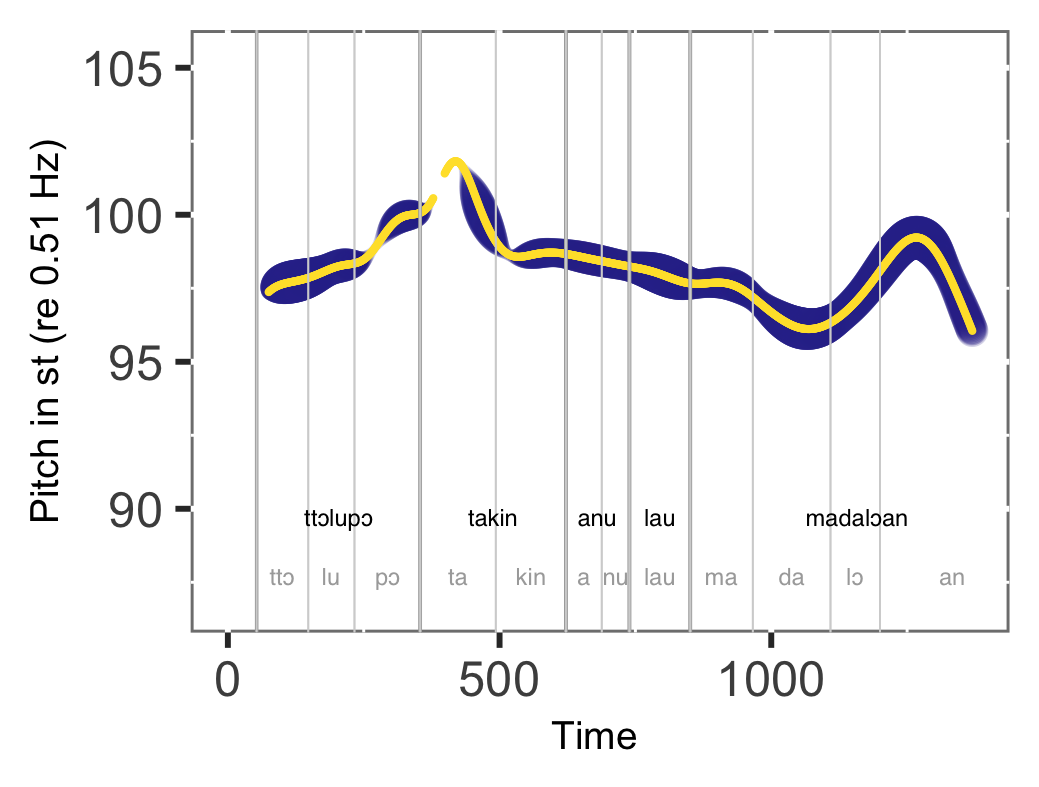 105
100
95
90
Pitch in st (re 0.51 Hz)
ttɔlupɔ takin anu lau madalɔan
ttɔ lu pɔ ta kin a nu lau ma da lɔ an
0 500 1000
Time